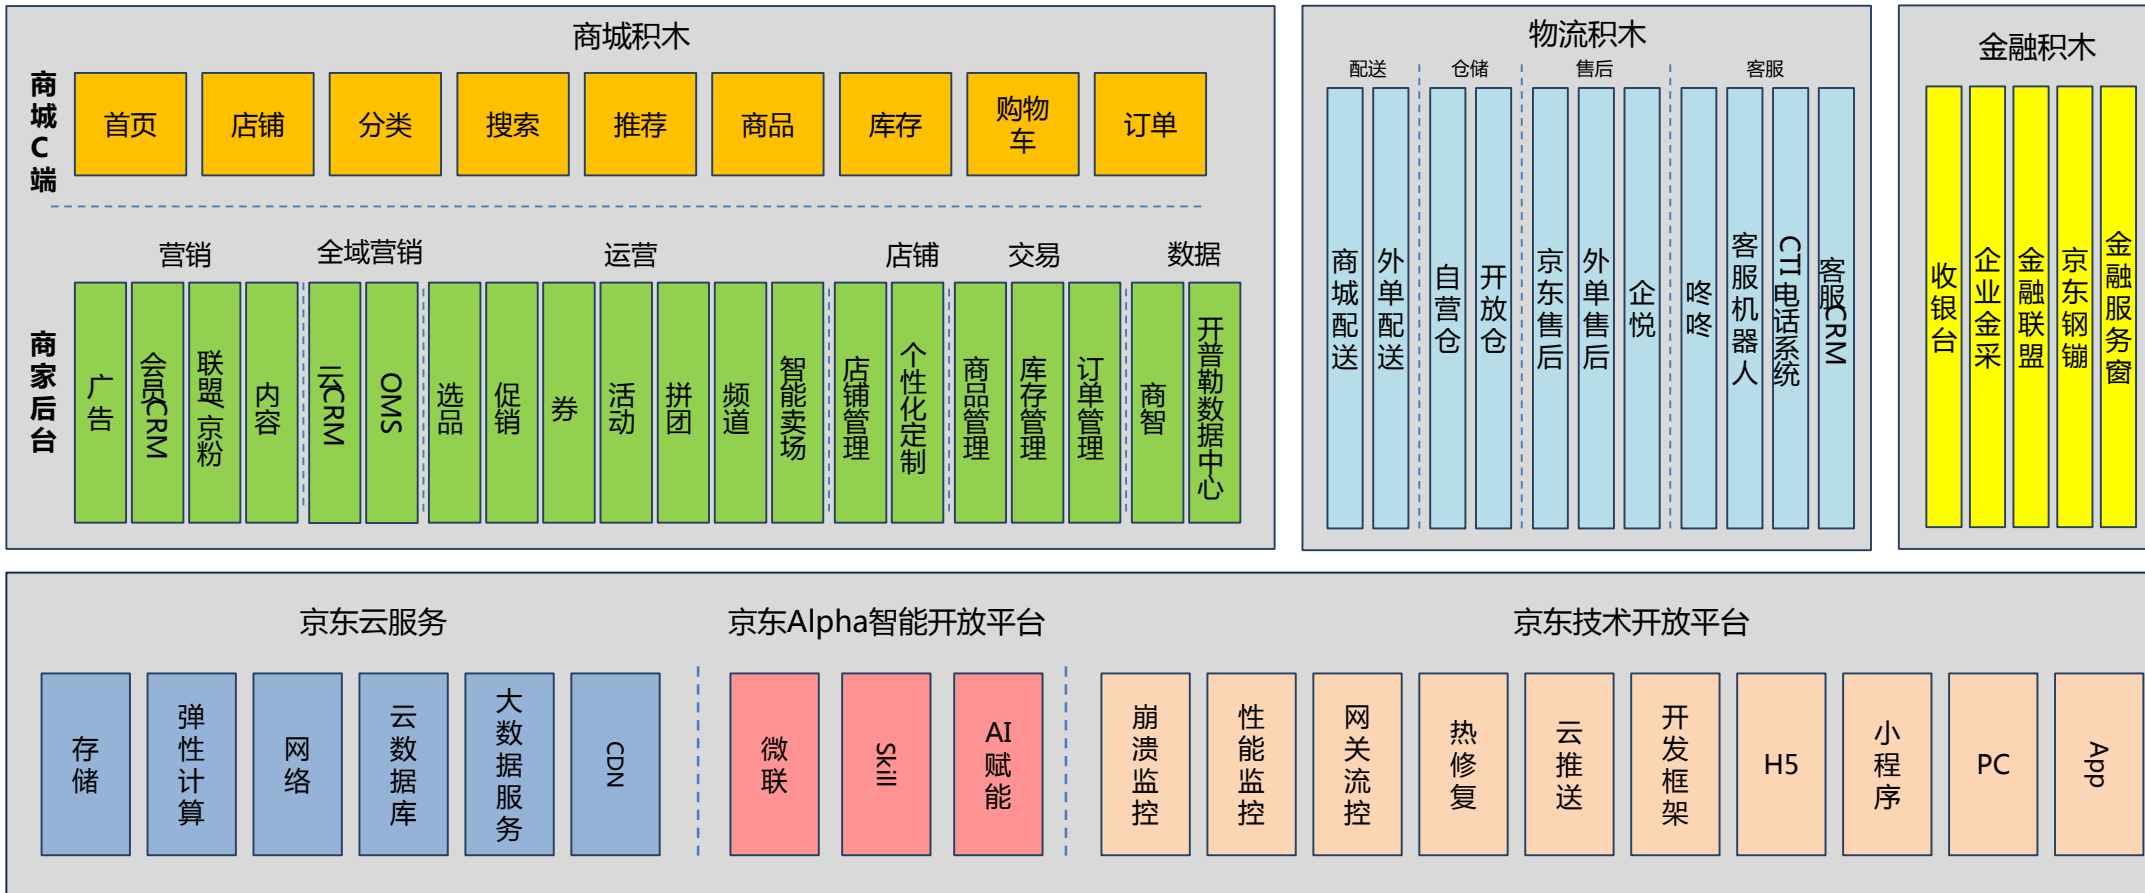 商城积木
商城C端
首页
店铺
分类
搜索
推荐
商品
库存
购物
车
订单
商家后台
营销
全域营销
运营
店铺
交易
数据
广告
会员CRM
联盟/京粉
内容
云CRM
OMS
选品
促销
券
活动
拼团
频道
智能卖场
店铺管理
个性化定制
商品管理
库存管理
订单管理
商智
开普勒数据中心
物流积木
配送
仓储
售后
客服
商城配送
外单配送
自营仓
开放仓
京东售后
外单售后
企悦
咚咚
客服机器人
CTI电话系统
客服CRM
金融积木
收银台
企业金采
金融联盟
京东钢镚
金融服务窗
京东云服务
存储
弹性计算
网络
云数据库
大数据服务
CDN
京东Alpha智能开放平台
微联
Skill
AI赋能
京东技术开放平台
崩溃监控
性能监控
网关流控
热修复
云推送
开发框架
H5
小程序
PC
App